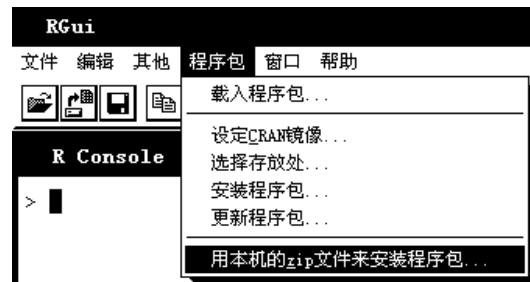 RGui
文件 编辑 其他 程序包 窗口 帮助
载入程序包...
设定CRAN镜像...
R Console
选择存放处...
安装程序包...
>
更新程序包...
用本机的zip文件来安装程序包...